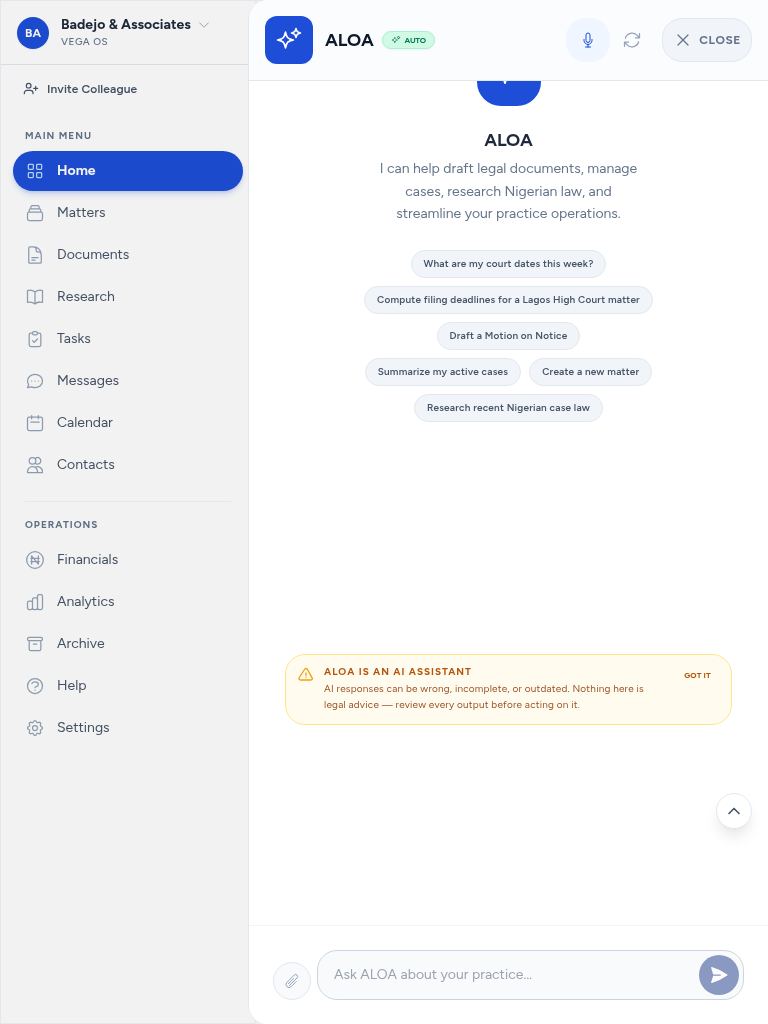 BA
Badejo & Associates
VEGA OS
Invite Colleague
MAIN MENU
Home
Matters
Documents
Research
Tasks
Messages
Calendar
Contacts
OPERATIONS
Financials
Analytics
Archive
Help
Settings
ALOA
AUTO
CLOSE
ALOA
I can help draft legal documents, manage
cases, research Nigerian law, and
streamline your practice operations.
What are my court dates this week?
Compute filing deadlines for a Lagos High Court matter
Draft a Motion on Notice
Summarize my active cases
Create a new matter
Research recent Nigerian case law
ALOA IS AN AI ASSISTANT
AI responses can be wrong, incomplete, or outdated. Nothing here is
legal advice — review every output before acting on it.
GOT IT
Ask ALOA about your practice...